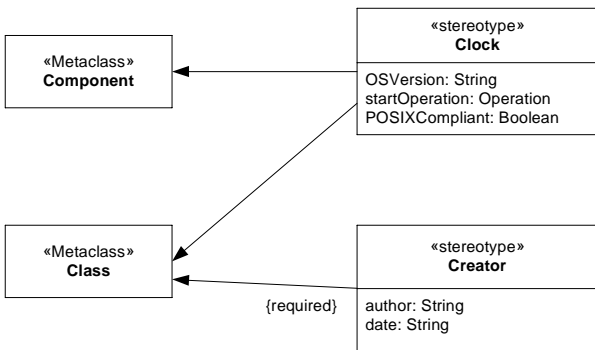 «stereotype»
Clock
«Metaclass»
Component
OSVersion: String
startOperation: Operation
POSIXCompliant: Boolean
«Metaclass»
Class
«stereotype»
Creator
{required}
author: String
date: String